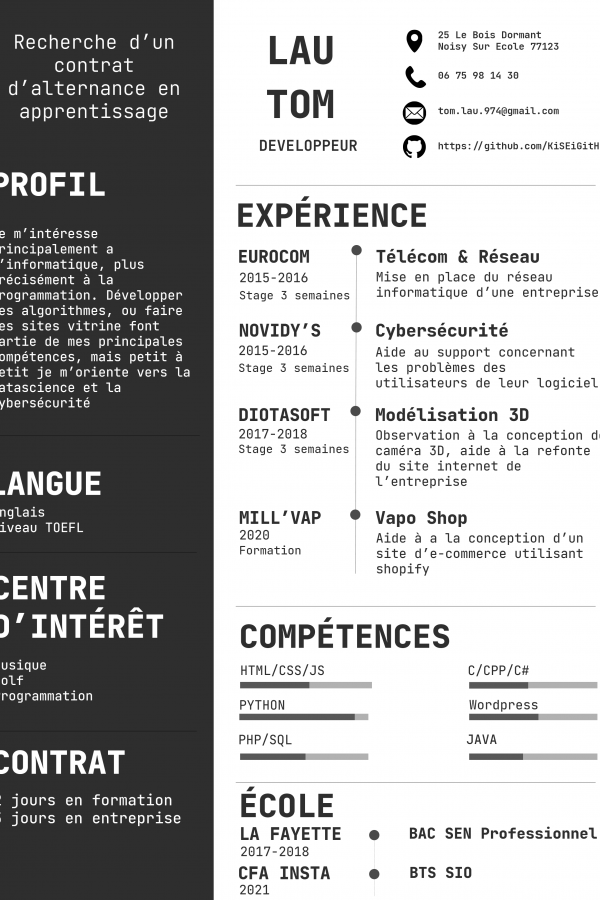 Recherche d’un
contrat
d’alternance en
apprentissage
PROFIL
e m’intéresse
rincipalement a
’informatique, plus
récisément à la
rogrammation. Développer
es algorithmes, ou faire
es sites vitrine font
artie de mes principales
ompétences, mais petit à
etit je m’oriente vers la
atascience et la
ybersécurité
LANGUE
nglais
iveau TOEFL
CENTRE
D’INTÉRÊT
usique
olf
rogrammation
CONTRAT
2 jours en formation
3 jours en entreprise
LAU
TOM
DEVELOPPEUR
25 Le Bois Dormant
Noisy Sur Ecole 77123
06 75 98 14 30
tom.lau.974@gmail.com
https://github.com/KiSEiGitH
EXPÉRIENCE
EUROCOM
2015-2016
Stage 3 semaines
Télécom & Réseau
Mise en place du réseau
informatique d’une entreprise
NOVIDY’S
2015-2016
Stage 3 semaines
Cybersécurité
Aide au support concernant
les problèmes des
utilisateurs de leur logiciel
DIOTASOFT
2017-2018
Stage 3 semaines
Modélisation 3D
Observation à la conception d
caméra 3D, aide à la refonte
du site internet de
l’entreprise
MILL’VAP
2020
Formation
Vapo Shop
Aide à a la conception d’un
site d’e-commerce utilisant
shopify
COMPÉTENCES
HTML/CSS/JS
C/CPP/C#
PYTHON
Wordpress
PHP/SQL
JAVA
ÉCOLE
LA FAYETTE
2017-2018
BAC SEN Professionnel
CFA INSTA
2021
BTS SIO